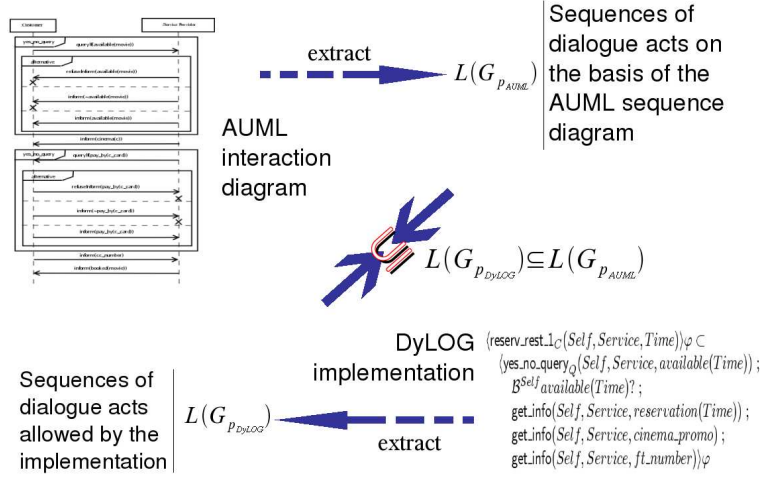 Customer
Service Provider
yes_no_query
queryIf(available(movie))
alternative
refuseInform(available(movie))
inform(¬available(movie))
inform(available(movie))
inform(cinema(c))
yes_no_query
queryIf(pay_by(c_card))
alternative
refuseInform(pay_by(c_card))
inform(¬pay_by(c_card))
inform(pay_by(c_card))
inform(cc_number)
inform(booked(movie))
AUML
interaction
diagram
extract
L(G_{p_{AUML}})
Sequences of
dialogue acts on
the basis of the
AUML sequence
diagram
L(G_{p_{DyLOG}})⊆L(G_{p_{AUML}})
DyLOG
implementation
⟨reserv_rest_1_C(Self, Service, Time)⟩φ ⊂
⟨yes_no_query_Q(Self, Service, available(Time)) ;
B^{Self} available(Time)? ;
get_info(Self, Service, reservation(Time)) ;
get_info(Self, Service, cinema_promo) ;
get_info(Self, Service, ft_number)⟩φ
extract
L(G_{p_{DyLOG}})
Sequences of
dialogue acts
allowed by the
implementation